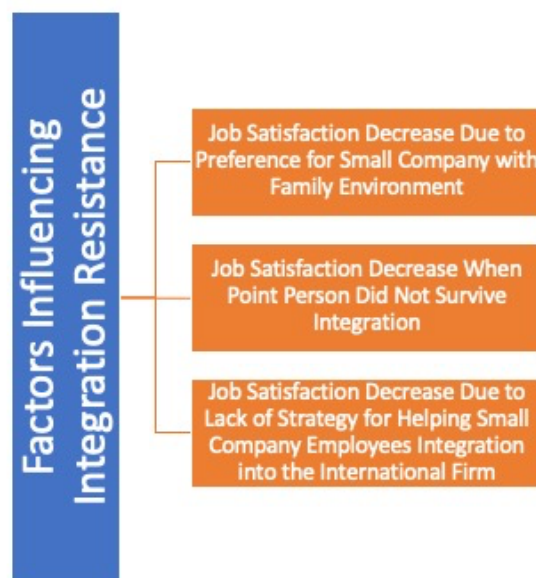 Factors Influencing
Integration Resistance
Job Satisfaction Decrease Due to
Preference for Small Company with
Family Environment
Job Satisfaction Decrease When
Point Person Did Not Survive
Integration
Job Satisfaction Decrease Due to
Lack of Strategy for Helping Small
Company Employees Integration
into the International Firm